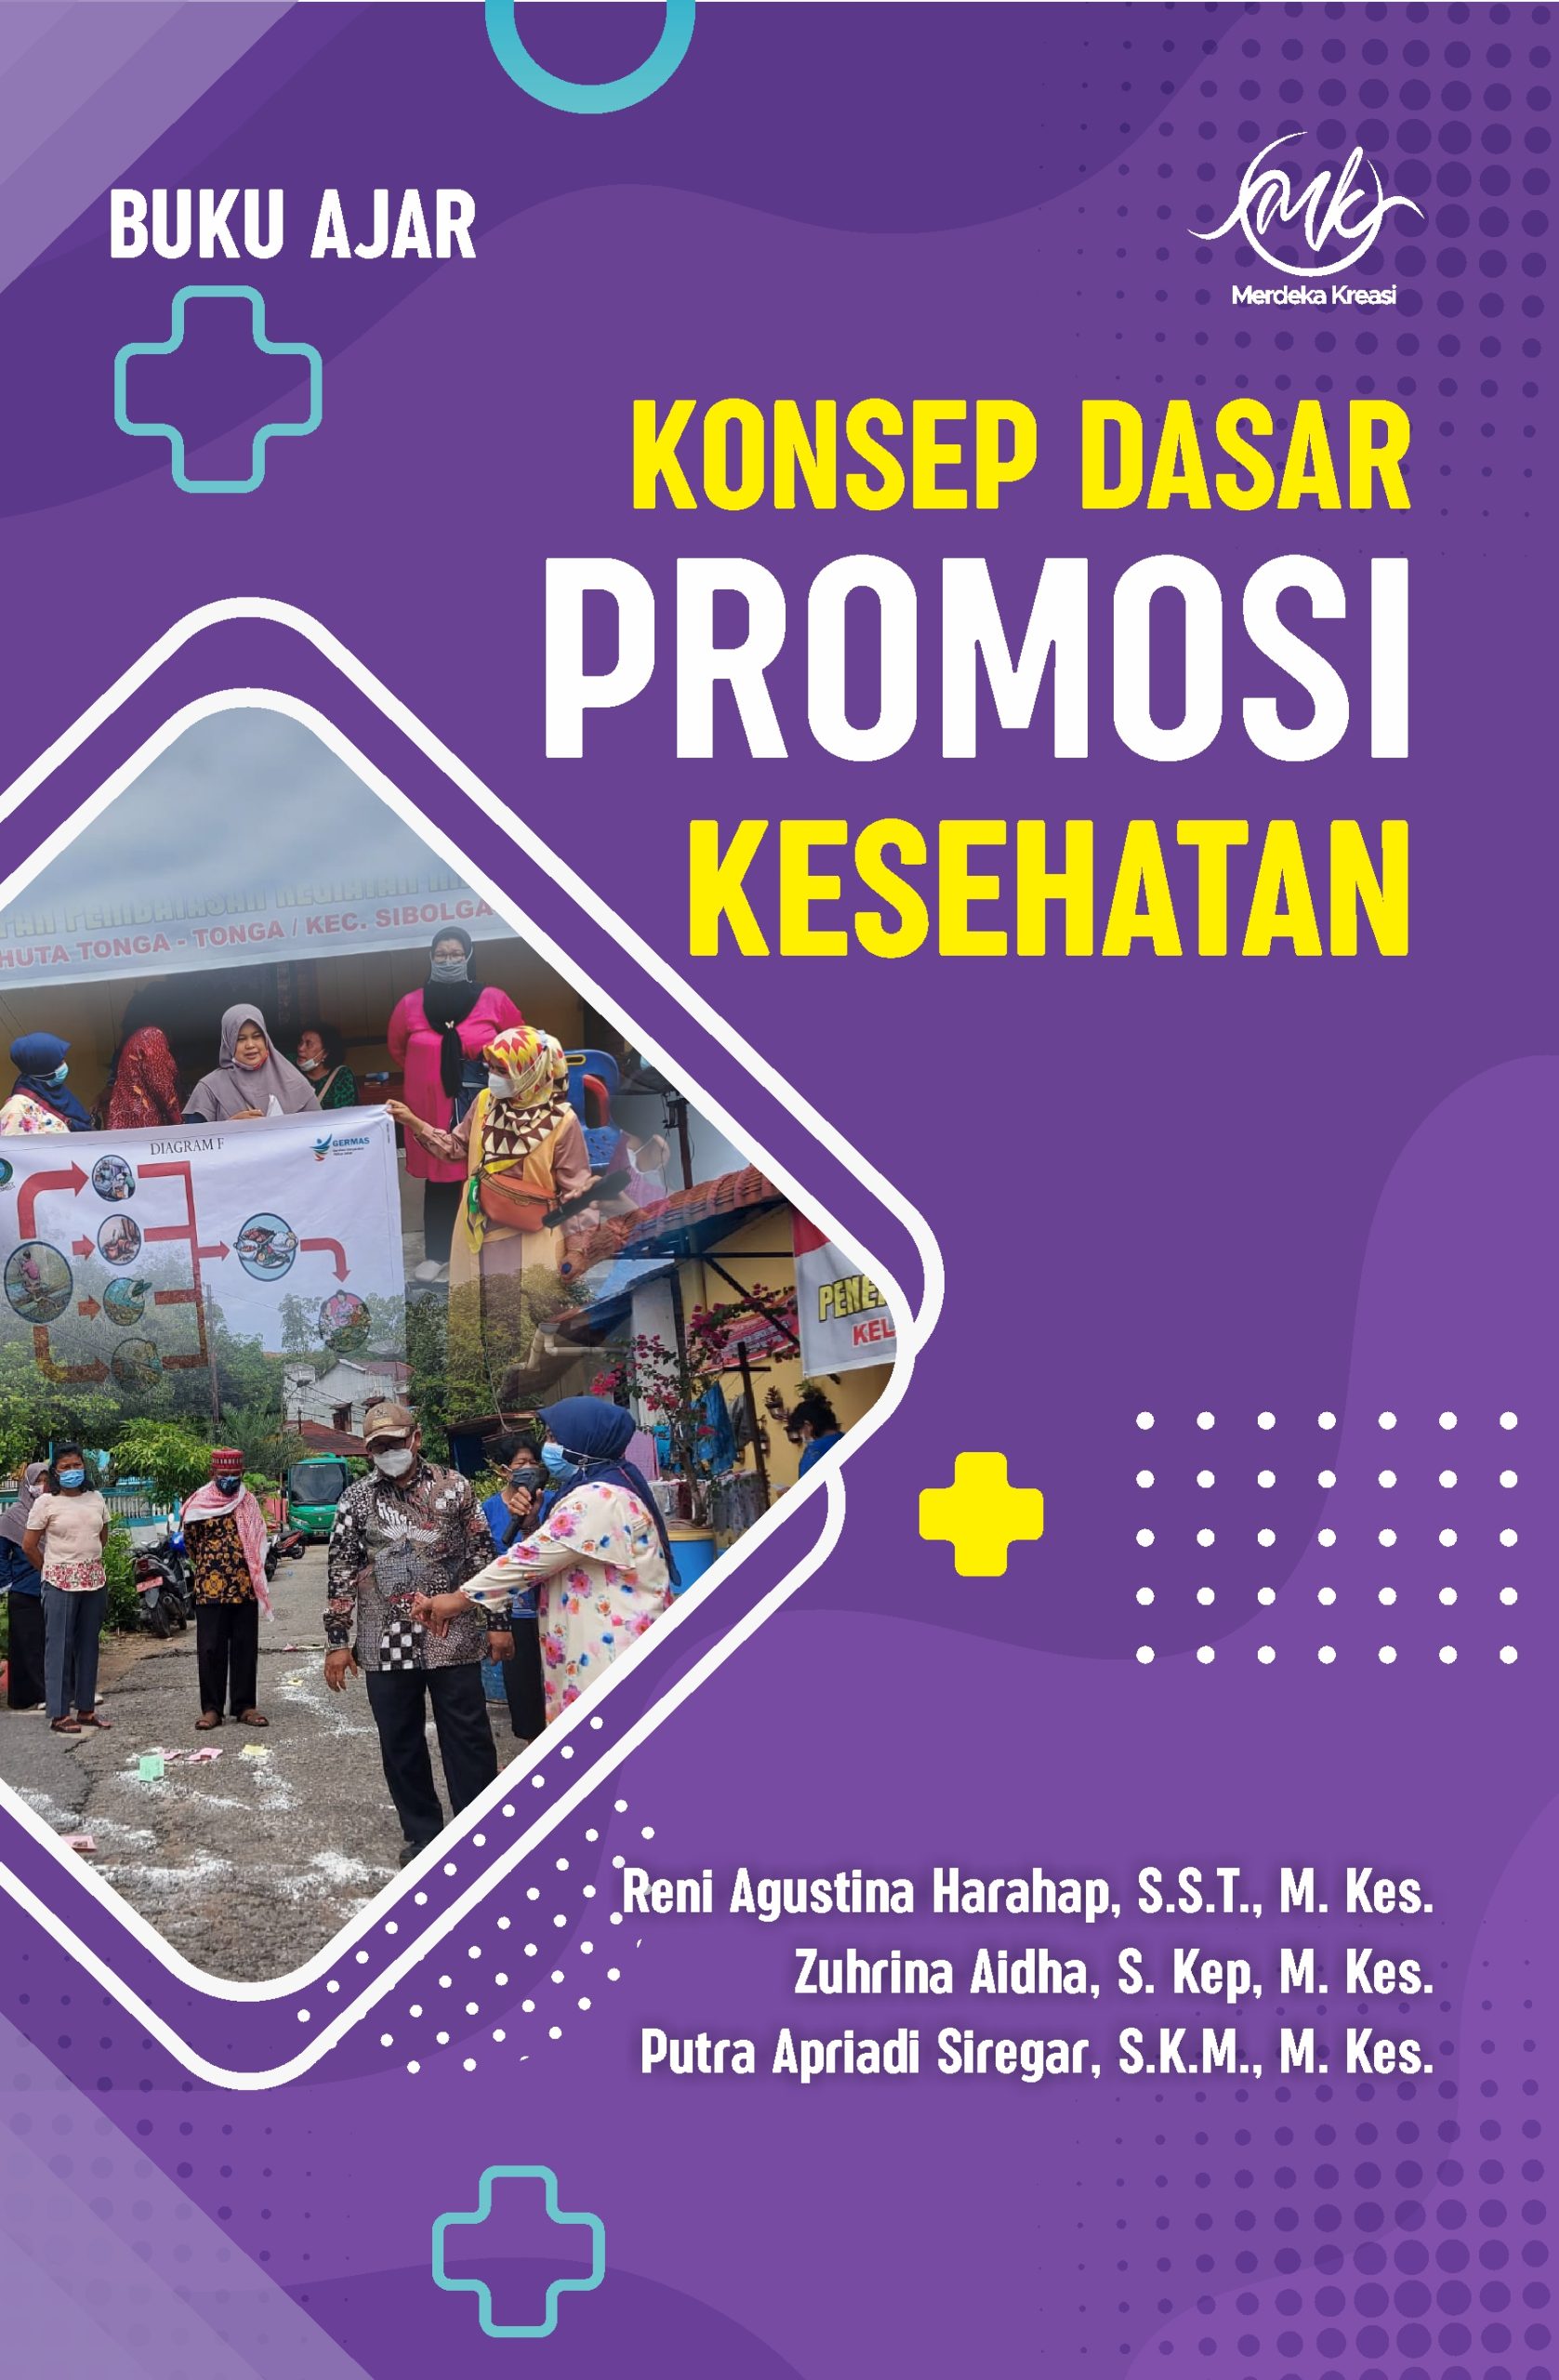 BUKU AJAR
Merdeka Kreasi
KONSEP DASAR
PROMOSI
KESEHATAN
HUTA TONGA - TONGA / KEC. SIBOLGA
DIAGRAM F
GERMAS
KEL
Reni Agustina Harahap, S.S.T., M. Kes.
Zuhrina Aidha, S. Kep, M. Kes.
Putra Apriadi Siregar, S.K.M., M. Kes.